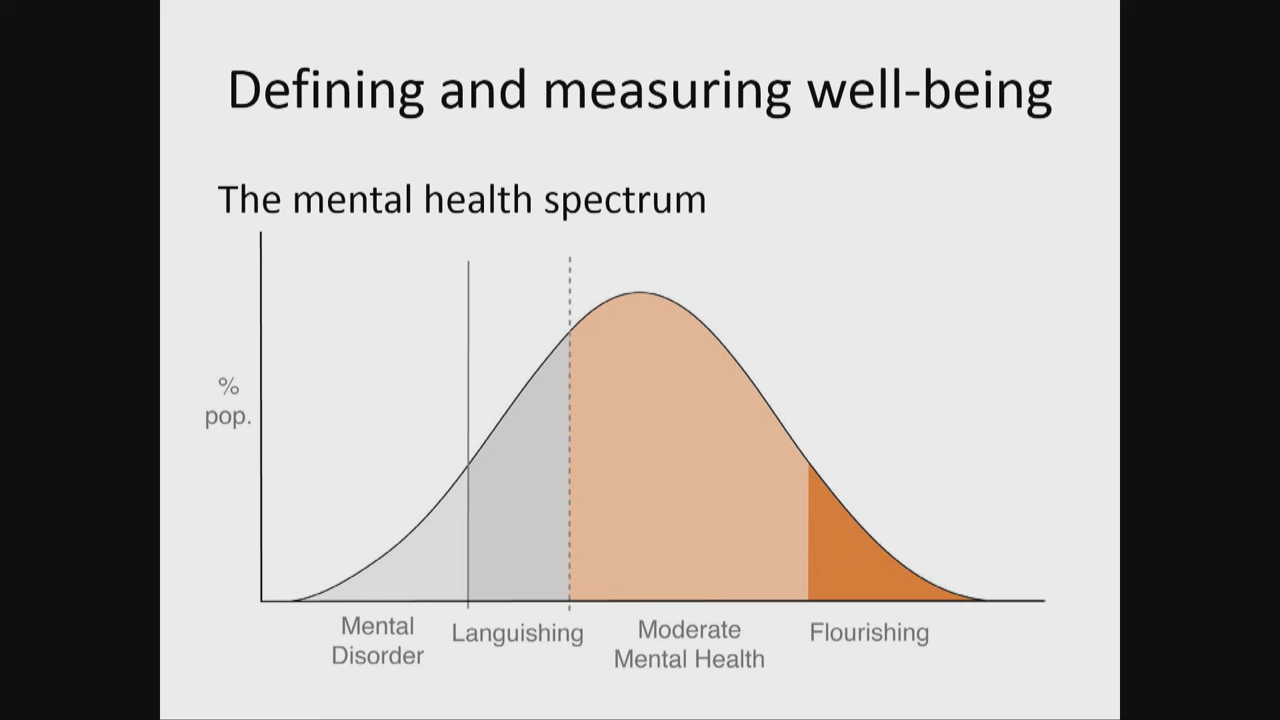 Defining and measuring well-being
The mental health spectrum
%
pop.
Mental
Disorder
Languishing
Moderate
Mental Health
Flourishing